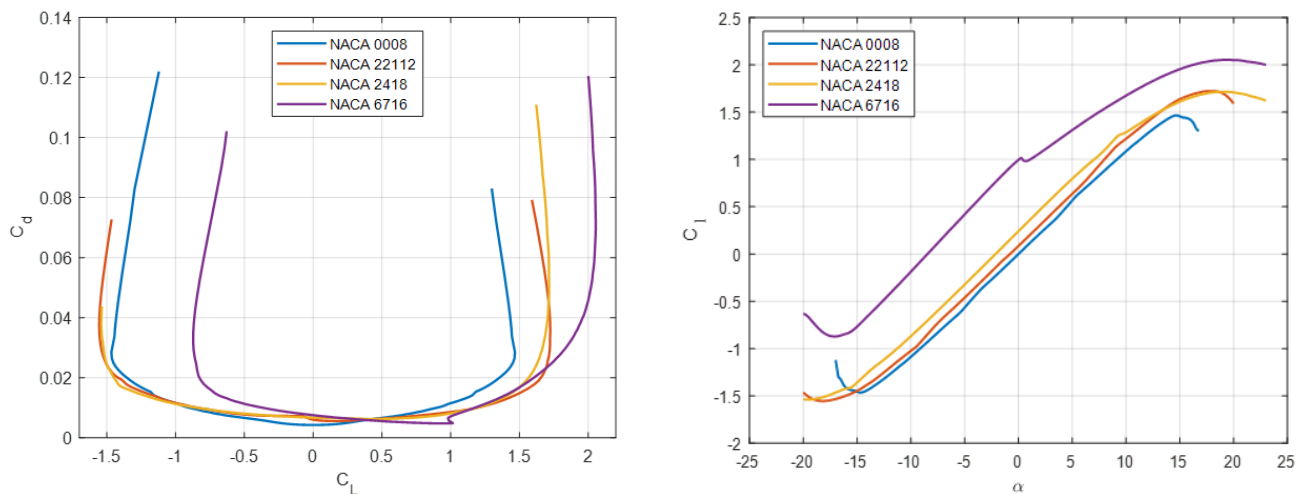 0.14
0.12
0.1
0.08
0.06
0.04
0.02
0
C_d
NACA 0008
NACA 22112
NACA 2418
NACA 6716
-1.5 -1 -0.5 0 0.5 1 1.5 2
C_L
2.5
2
1.5
1
0.5
0
-0.5
-1
-1.5
-2
C_l
NACA 0008
NACA 22112
NACA 2418
NACA 6716
-25 -20 -15 -10 -5 0 5 10 15 20 25
α